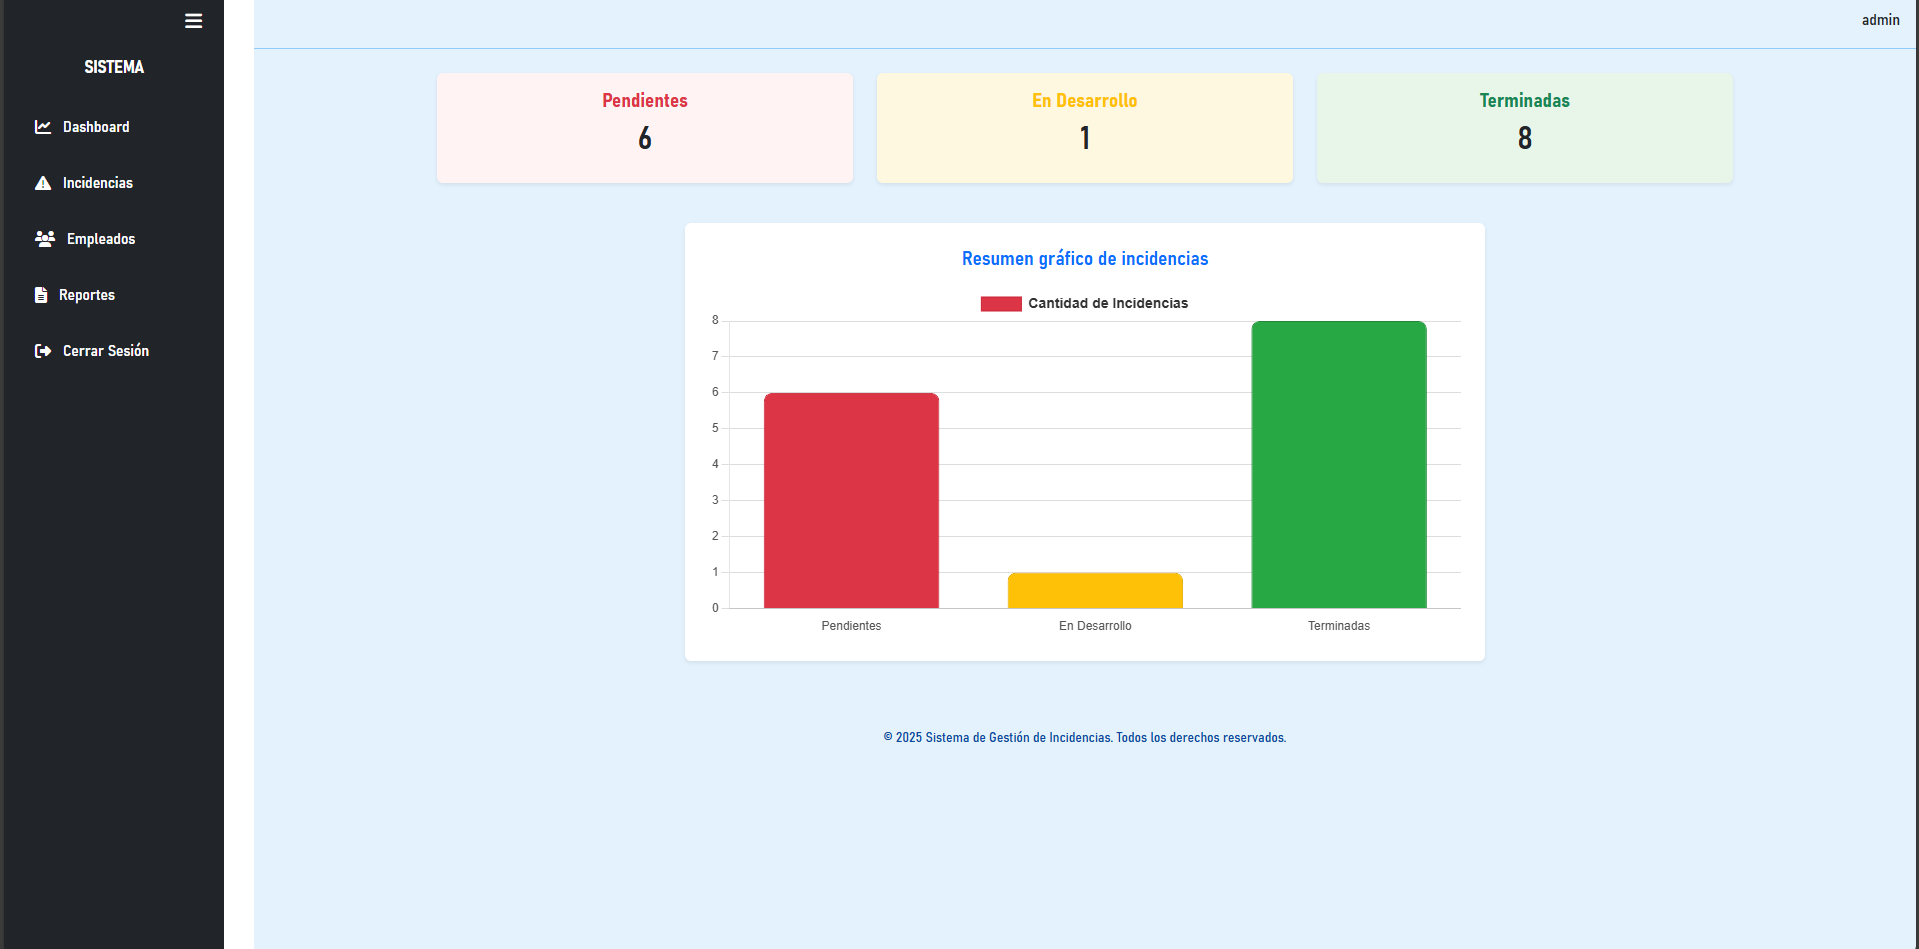 admin
SISTEMA
Dashboard
Incidencias
Empleados
Reportes
Cerrar Sesión
Pendientes
6
En Desarrollo
1
Terminadas
8
Resumen gráfico de incidencias
Cantidad de Incidencias
8
7
6
5
4
3
2
1
0
Pendientes
En Desarrollo
Terminadas
© 2025 Sistema de Gestión de Incidencias. Todos los derechos reservados.